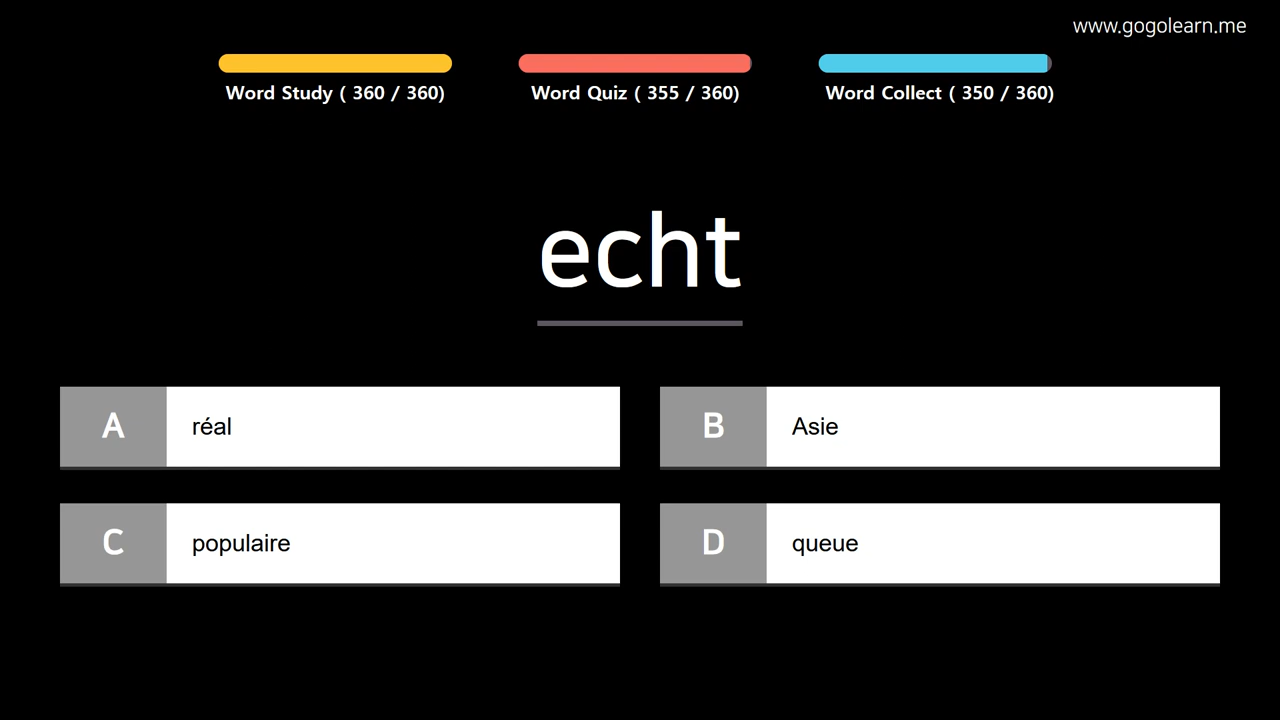 www.gogolearn.me
Word Study ( 360 / 360)
Word Quiz ( 355 / 360)
Word Collect ( 350 / 360)
echt
A réal
B Asie
C populaire
D queue